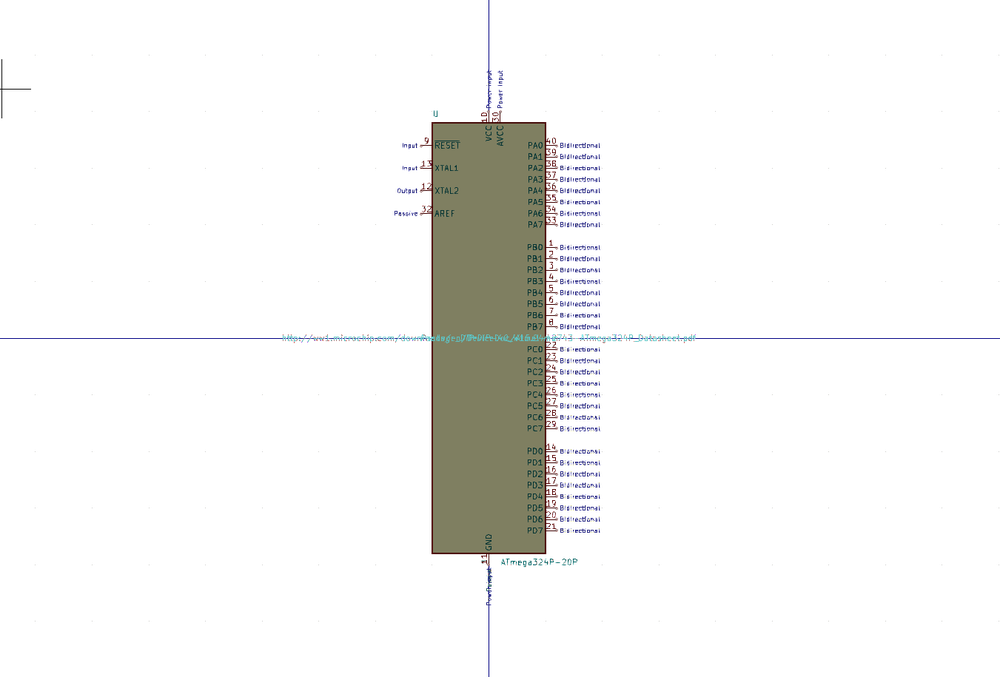 Power Input
Power Input
U
10
30
VCC
AVCC
Input 9 RESET
PA0 40 Bidirectional
PA1 39 Bidirectional
Input 13 XTAL1
PA2 38 Bidirectional
PA3 37 Bidirectional
Output 12 XTAL2
PA4 36 Bidirectional
PA5 35 Bidirectional
Passive 32 AREF
PA6 34 Bidirectional
PA7 33 Bidirectional
PB0 1 Bidirectional
PB1 2 Bidirectional
PB2 3 Bidirectional
PB3 4 Bidirectional
PB4 5 Bidirectional
PB5 6 Bidirectional
PB6 7 Bidirectional
PB7 8 Bidirectional
http://ww1.microchip.com/ ATmega324P_Datasheet.pdf
PC0 22 Bidirectional
PC1 23 Bidirectional
PC2 24 Bidirectional
PC3 25 Bidirectional
PC4 26 Bidirectional
PC5 27 Bidirectional
PC6 28 Bidirectional
PC7 29 Bidirectional
PD0 14 Bidirectional
PD1 15 Bidirectional
PD2 16 Bidirectional
PD3 17 Bidirectional
PD4 18 Bidirectional
PD5 19 Bidirectional
PD6 20 Bidirectional
PD7 21 Bidirectional
GND
11
ATmega324P-20P